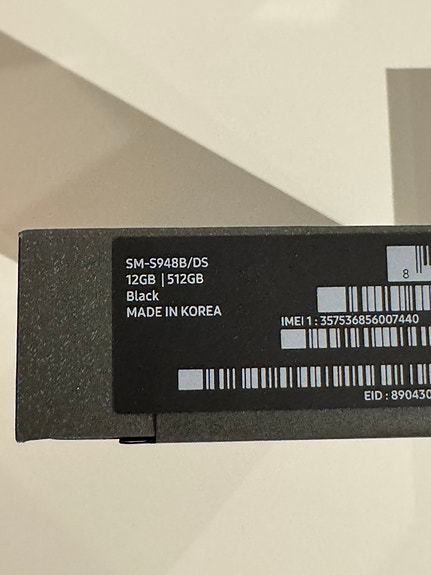 SM-S948B/DS
12GB | 512GB
Black
MADE IN KOREA
8
IMEI 1 : 357536856007440
EID : 890430